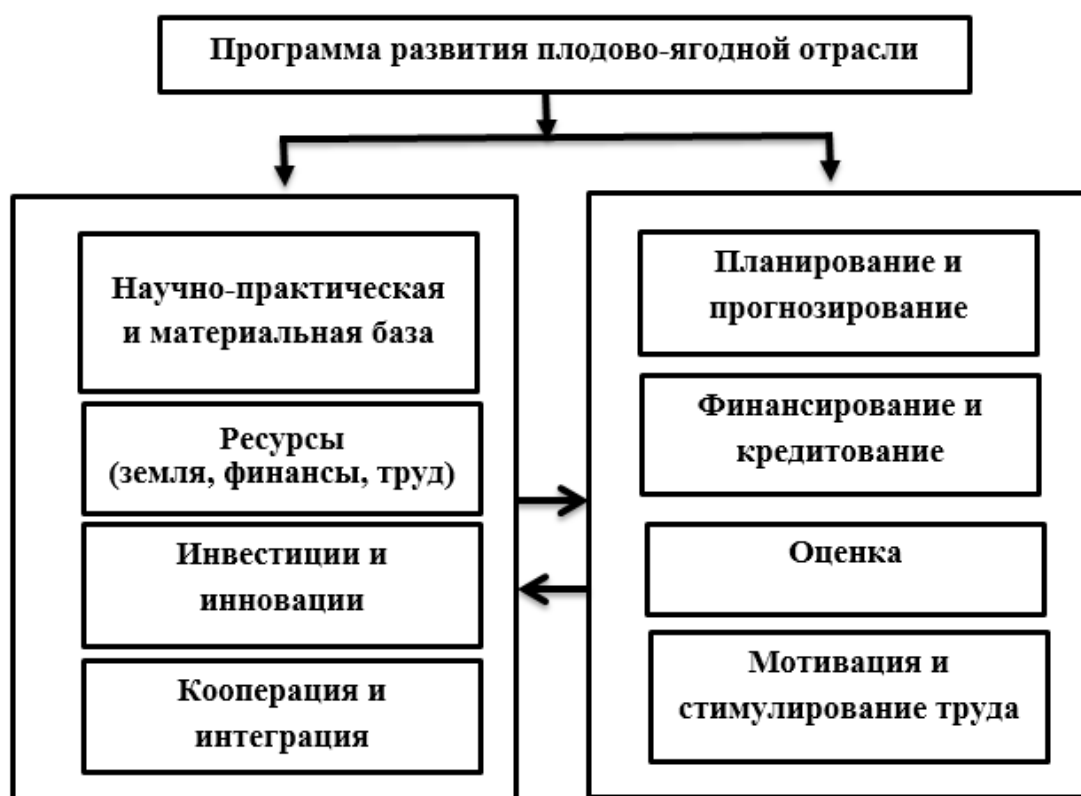 Программа развития плодово-ягодной отрасли
Научно-практическая
и материальная база
Ресурсы
(земля, финансы, труд)
Инвестиции и
инновации
Кооперация и
интеграция
Планирование и
прогнозирование
Финансирование и
кредитование
Оценка
Мотивация и
стимулирование труда